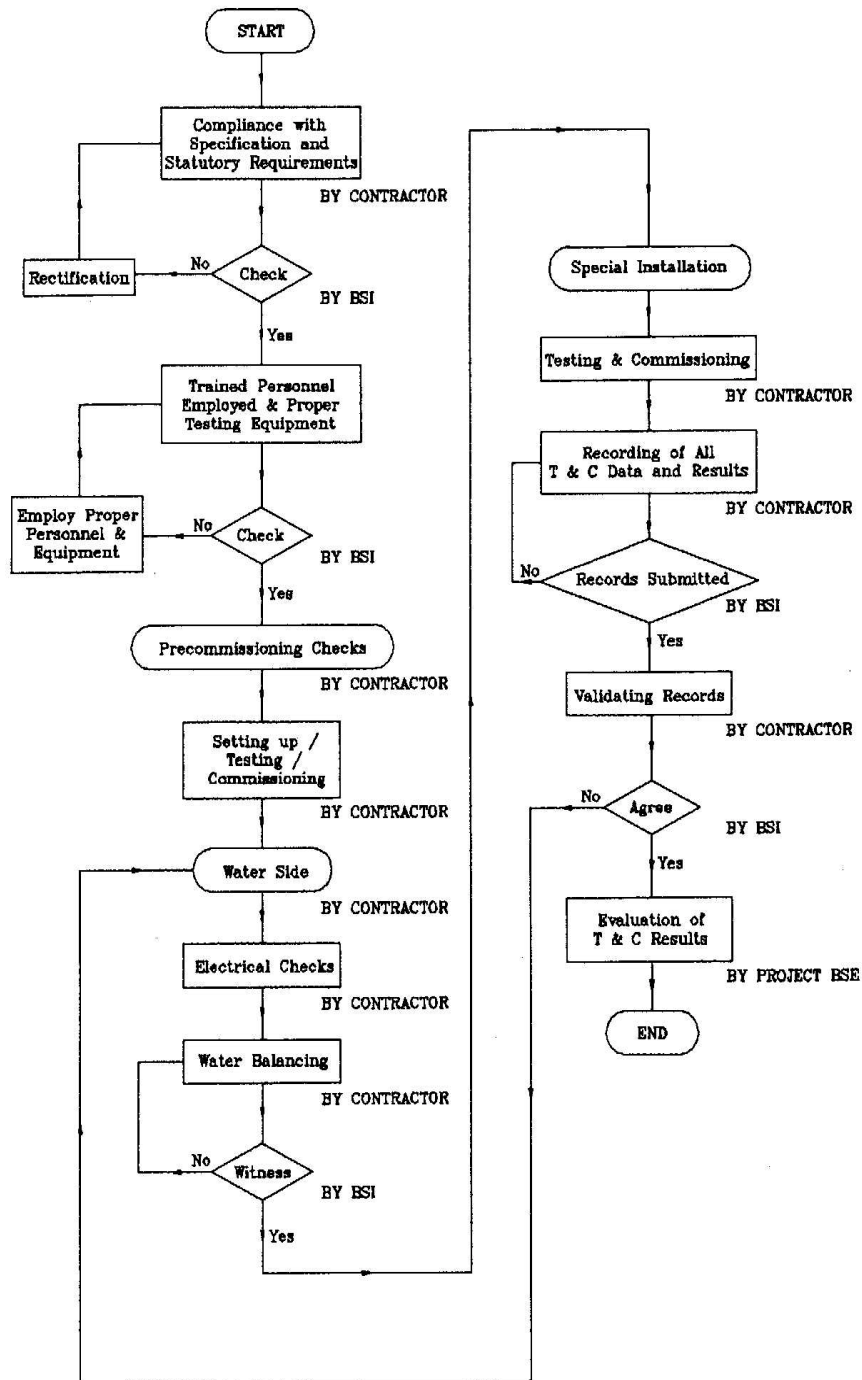 START
Compliance with
Specification and
Statutory Requirements
BY CONTRACTOR
No
Check
Rectification
BY BSI
Yes
Trained Personnel
Employed & Proper
Testing Equipment
Employ Proper
Personnel &
Equipment
No
Check
BY BSI
Yes
Precommissioning Checks
BY CONTRACTOR
Setting up /
Testing /
Commissioning
BY CONTRACTOR
Water Side
BY CONTRACTOR
Electrical Checks
BY CONTRACTOR
Water Balancing
BY CONTRACTOR
No
Witness
BY BSI
Yes
Special Installation
Testing & Commissioning
BY CONTRACTOR
Recording of All
T & C Data and Results
BY CONTRACTOR
No
Records Submitted
BY BSI
Yes
Validating Records
BY CONTRACTOR
No
Agree
BY BSI
Yes
Evaluation of
T & C Results
BY PROJECT BSE
END